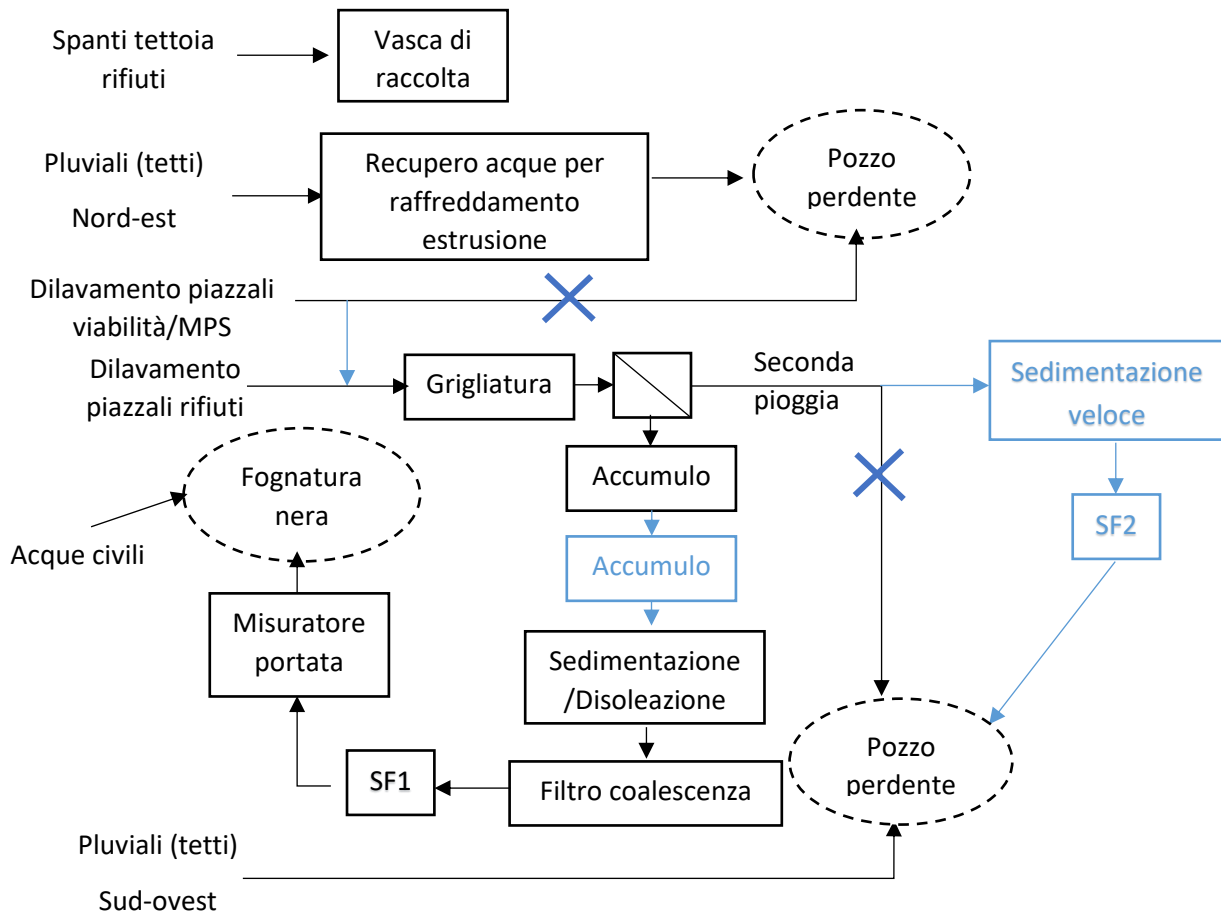 Spanti tettoia
rifiuti
Vasca di
raccolta
Pluviali (tetti)
Nord-est
Recupero acque per
raffreddamento
estrusione
Pozzo
perdente
Dilavamento piazzali
viabilità/MPS
Dilavamento
piazzali rifiuti
Grigliatura
Seconda
pioggia
Sedimentazione
veloce
Fognatura
nera
Accumulo
SF2
Acque civili
Accumulo
Misuratore
portata
Sedimentazione
/Disoleazione
Pozzo
perdente
SF1
Filtro coalescenza
Pluviali (tetti)
Sud-ovest